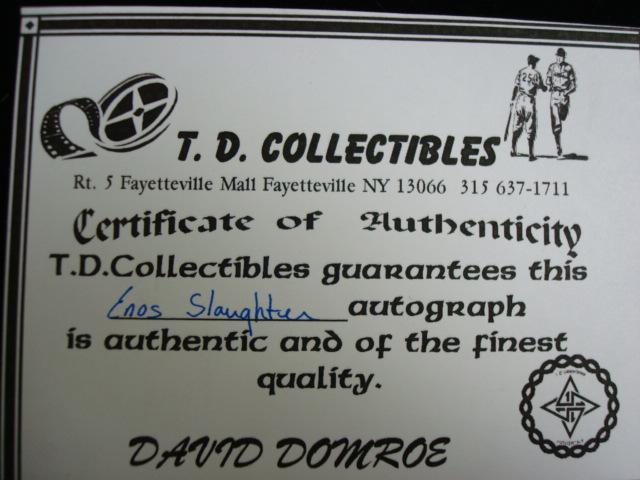 T. D. COLLECTIBLES
Rt. 5 Fayetteville Mall Fayetteville NY 13066 315 637-1711
Certificate of Authenticity
T.D.Collectibles guarantees this
Enos Slaughter autograph
is authentic and of the finest
quality.
DAVID DOMROE
25